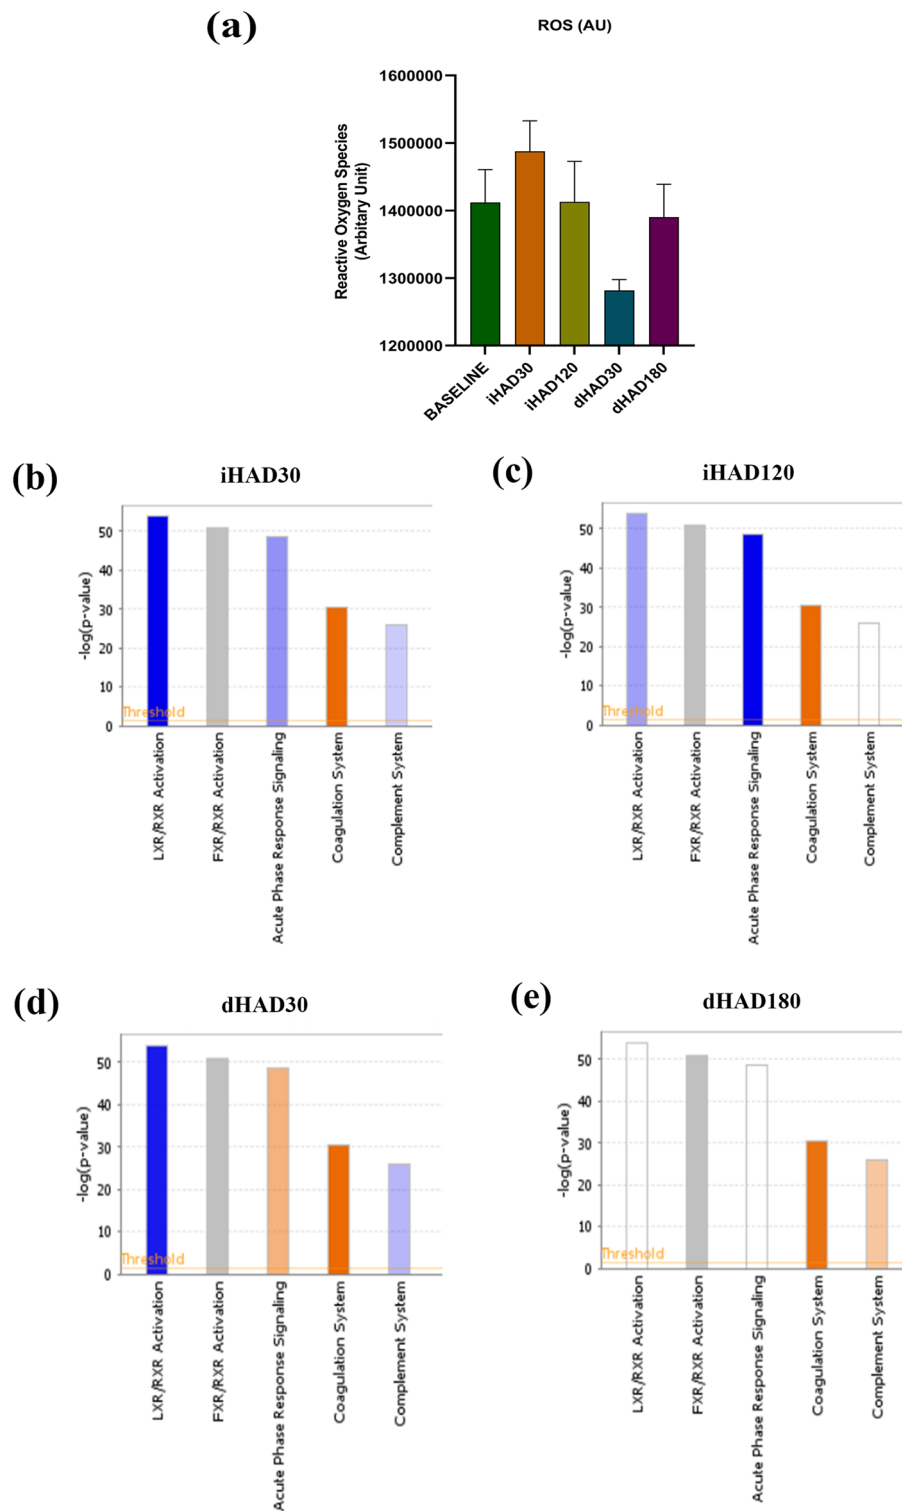 (a)
ROS (AU)
Reactive Oxygen Species
(Arbitary Unit)
1600000
1500000
1400000
1300000
1200000
BASELINE
iHAD30
iHAD120
dHAD30
dHAD180
(b)
iHAD30
-log(p-value)
50
40
30
20
10
0
Threshold
LXR/RXR Activation
FXR/RXR Activation
Acute Phase Response Signaling
Coagulation System
Complement System
(c)
iHAD120
-log(p-value)
50
40
30
20
10
0
Threshold
LXR/RXR Activation
FXR/RXR Activation
Acute Phase Response Signaling
Coagulation System
Complement System
(d)
dHAD30
-log(p-value)
50
40
30
20
10
0
Threshold
LXR/RXR Activation
FXR/RXR Activation
Acute Phase Response Signaling
Coagulation System
Complement System
(e)
dHAD180
-log(p-value)
50
40
30
20
10
0
Threshold
LXR/RXR Activation
FXR/RXR Activation
Acute Phase Response Signaling
Coagulation System
Complement System